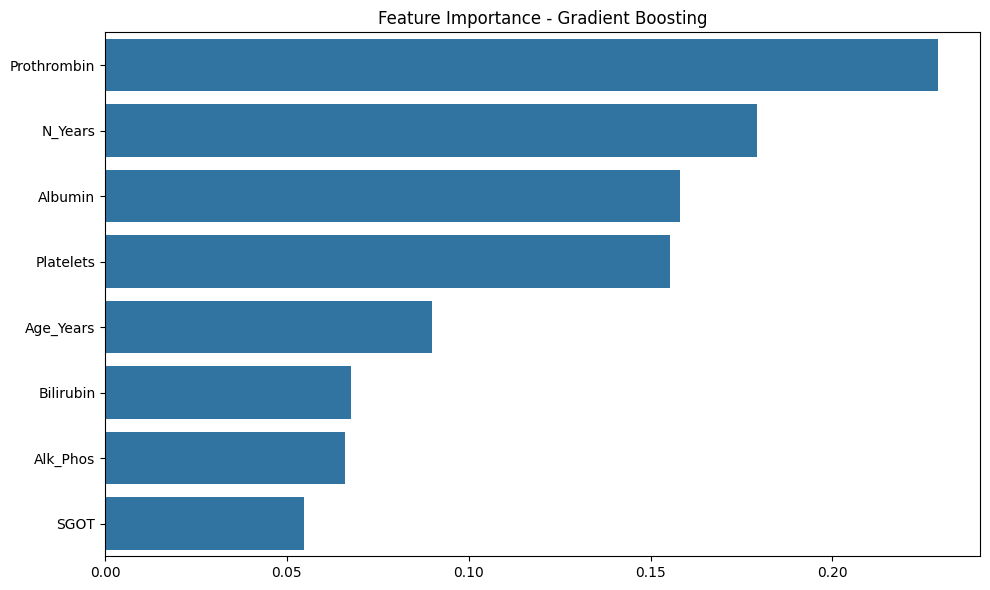 Feature Importance - Gradient Boosting
Prothrombin
N_Years
Albumin
Platelets
Age_Years
Bilirubin
Alk_Phos
SGOT
0.00 0.05 0.10 0.15 0.20